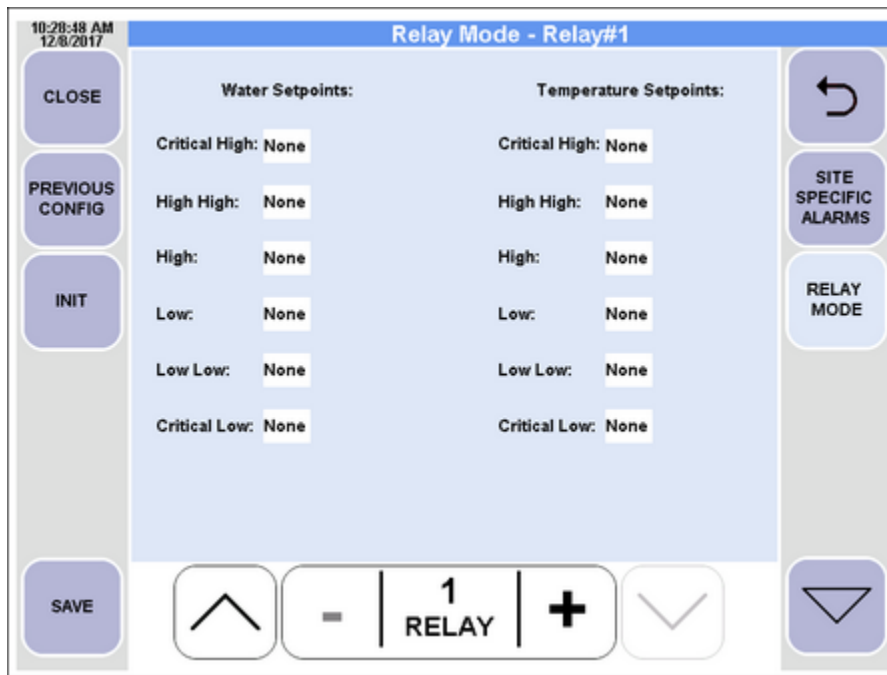 10:28:48 AM
12/8/2017
Relay Mode - Relay#1
CLOSE
PREVIOUS
CONFIG
INIT
SAVE
Water Setpoints:
Critical High: None
High High: None
High: None
Low: None
Low Low: None
Critical Low: None
Temperature Setpoints:
Critical High: None
High High: None
High: None
Low: None
Low Low: None
Critical Low: None
SITE
SPECIFIC
ALARMS
RELAY
MODE
- 1 +
RELAY